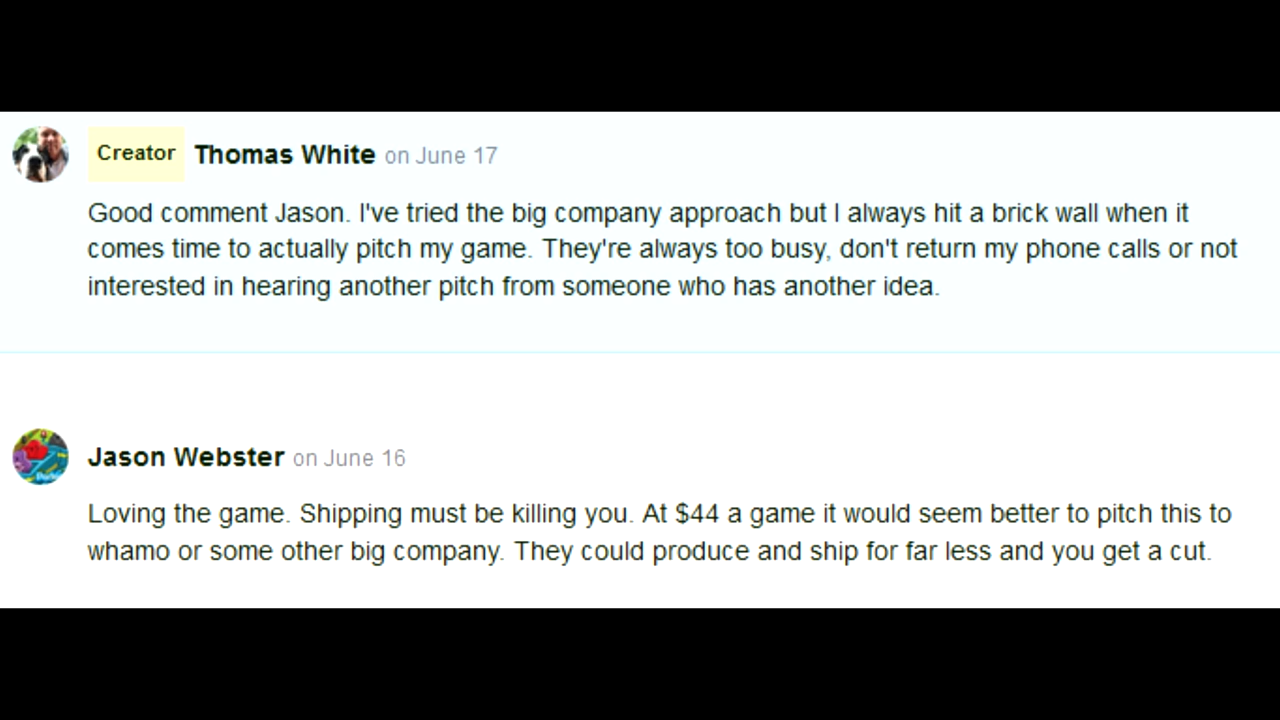 Creator Thomas White on June 17
Good comment Jason. I've tried the big company approach but I always hit a brick wall when it
comes time to actually pitch my game. They're always too busy, don't return my phone calls or not
interested in hearing another pitch from someone who has another idea.
Jason Webster on June 16
Loving the game. Shipping must be killing you. At $44 a game it would seem better to pitch this to
whamo or some other big company. They could produce and ship for far less and you get a cut.